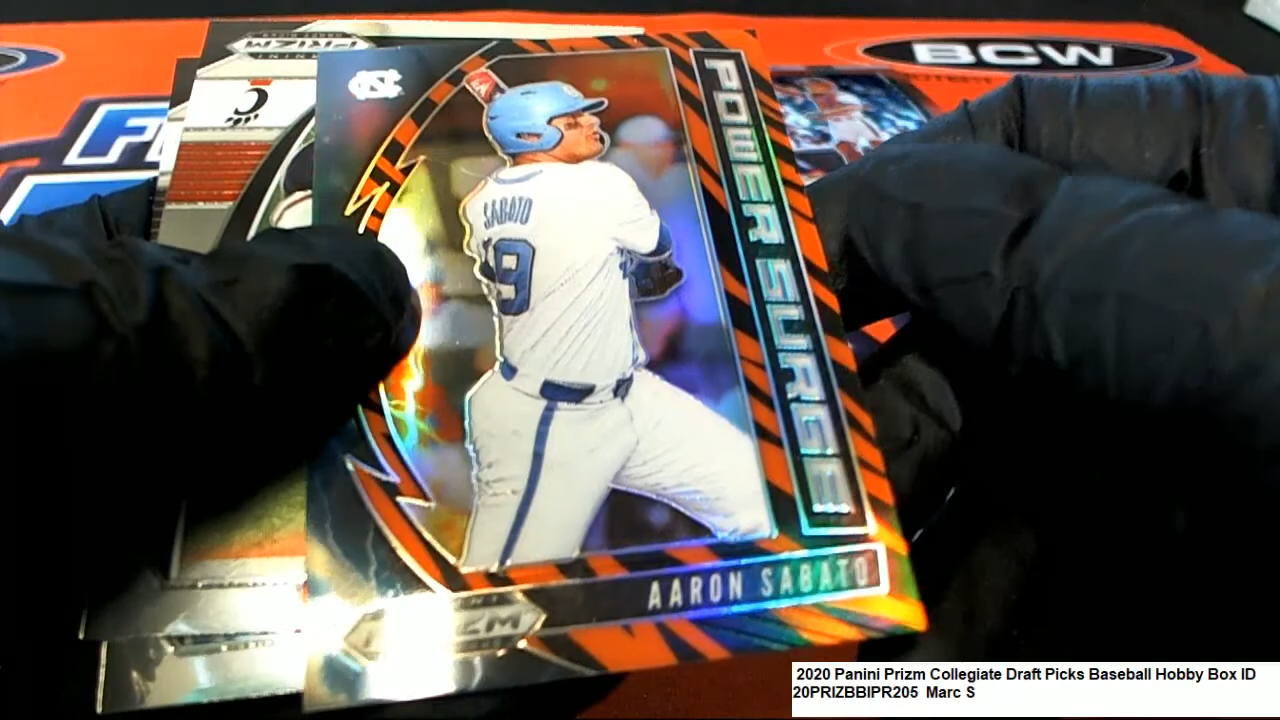 PRIZM
BCW
NC
POWER SURGE
SABATO
19
AARON SABATO
2020 Panini Prizm Collegiate Draft Picks Baseball Hobby Box ID
20PRIZBBIPR205 Marc S